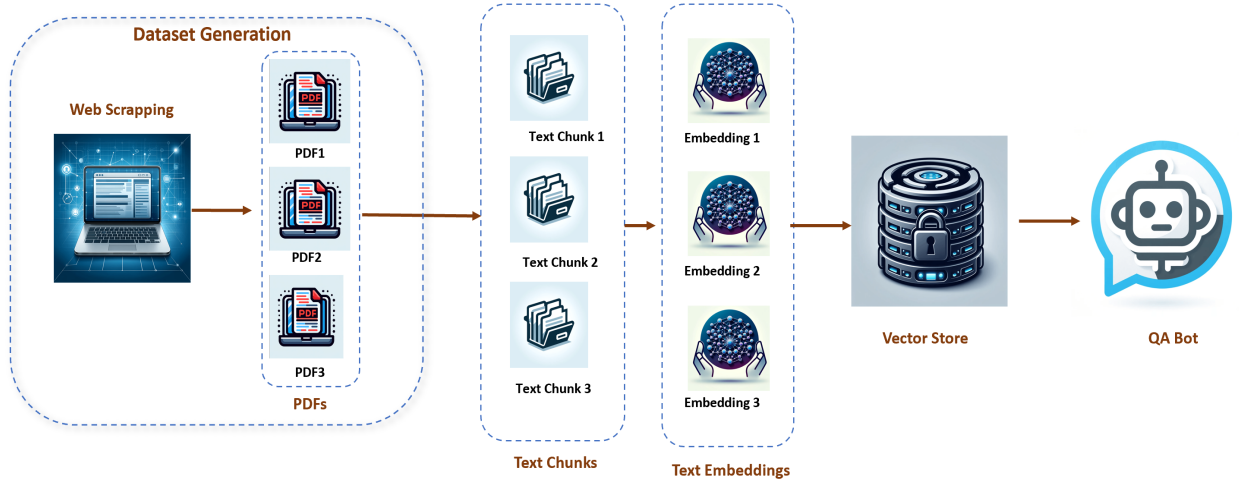 Dataset Generation
Web Scrapping
PDF
PDF1
PDF
PDF2
PDF
PDF3
PDFs
Text Chunk 1
Text Chunk 2
Text Chunk 3
Text Chunks
Embedding 1
Embedding 2
Embedding 3
Text Embeddings
Vector Store
QA Bot